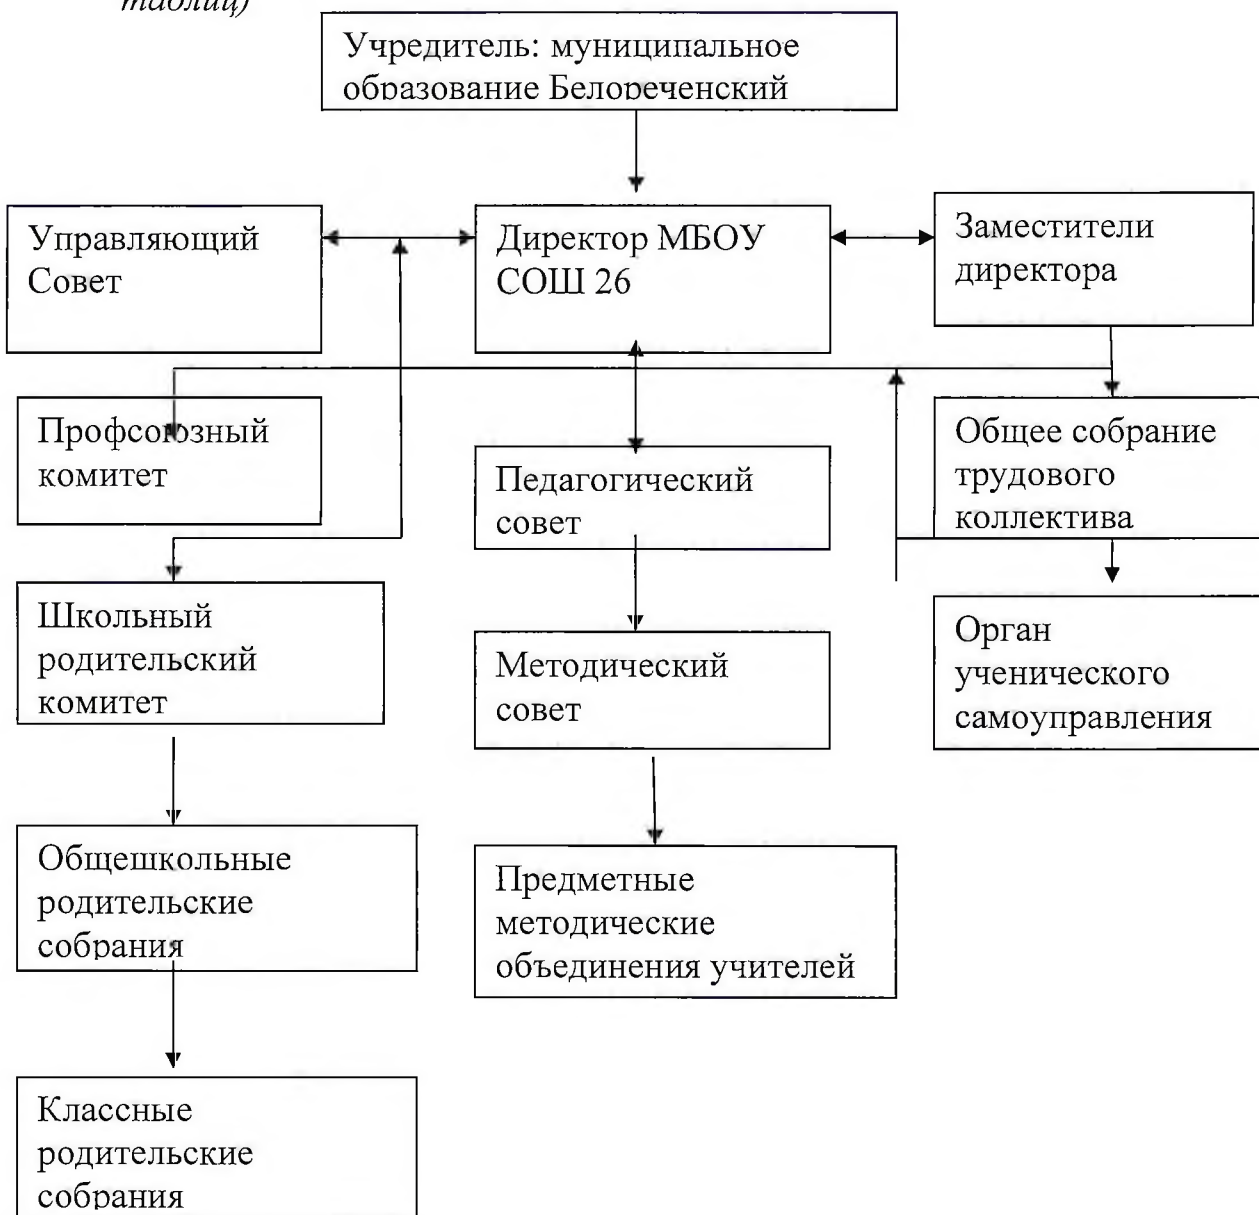 таблиц)
Учредитель: муниципальное
образование Белореченский
Управляющий
Совет
Директор МБОУ
СОШ 26
Заместители
директора
Профсоюзный
комитет
Педагогический
совет
Общее собрание
трудового
коллектива
Школьный
родительский
комитет
Методический
совет
Орган
ученического
самоуправления
Общешкольные
родительские
собрания
Предметные
методические
объединения учителей
Классные
родительские
собрания